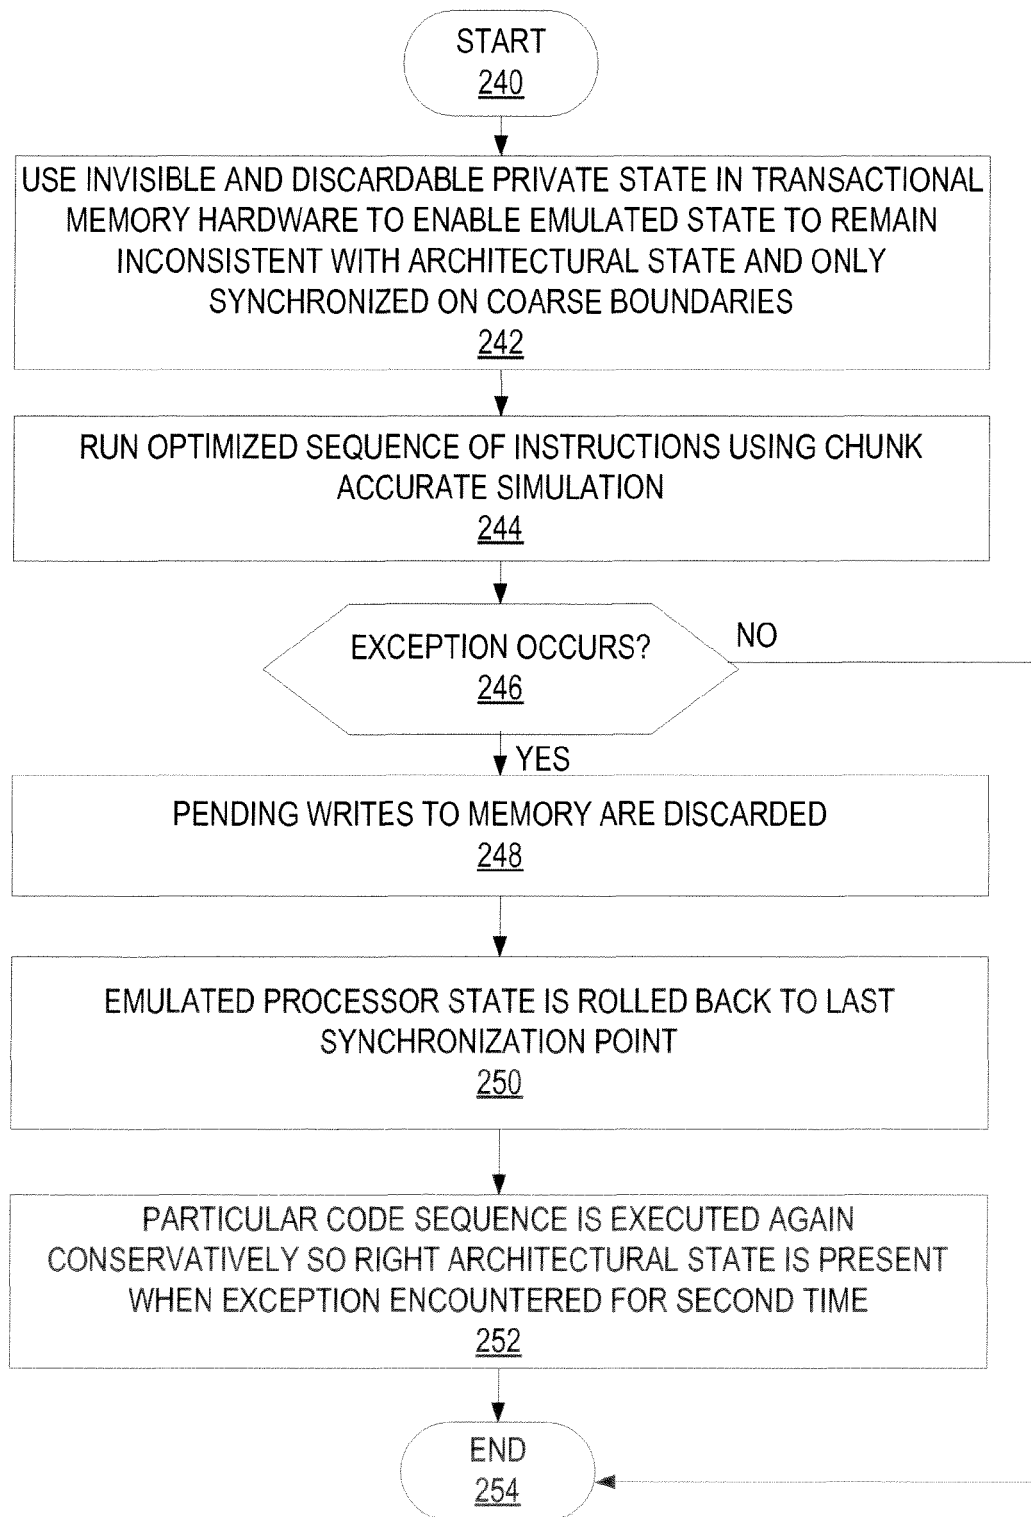 START
240
USE INVISIBLE AND DISCARDABLE PRIVATE STATE IN TRANSACTIONAL
MEMORY HARDWARE TO ENABLE EMULATED STATE TO REMAIN
INCONSISTENT WITH ARCHITECTURAL STATE AND ONLY
SYNCHRONIZED ON COARSE BOUNDARIES
242
RUN OPTIMIZED SEQUENCE OF INSTRUCTIONS USING CHUNK
ACCURATE SIMULATION
244
EXCEPTION OCCURS?
246
NO
YES
PENDING WRITES TO MEMORY ARE DISCARDED
248
EMULATED PROCESSOR STATE IS ROLLED BACK TO LAST
SYNCHRONIZATION POINT
250
PARTICULAR CODE SEQUENCE IS EXECUTED AGAIN
CONSERVATIVELY SO RIGHT ARCHITECTURAL STATE IS PRESENT
WHEN EXCEPTION ENCOUNTERED FOR SECOND TIME
252
END
254